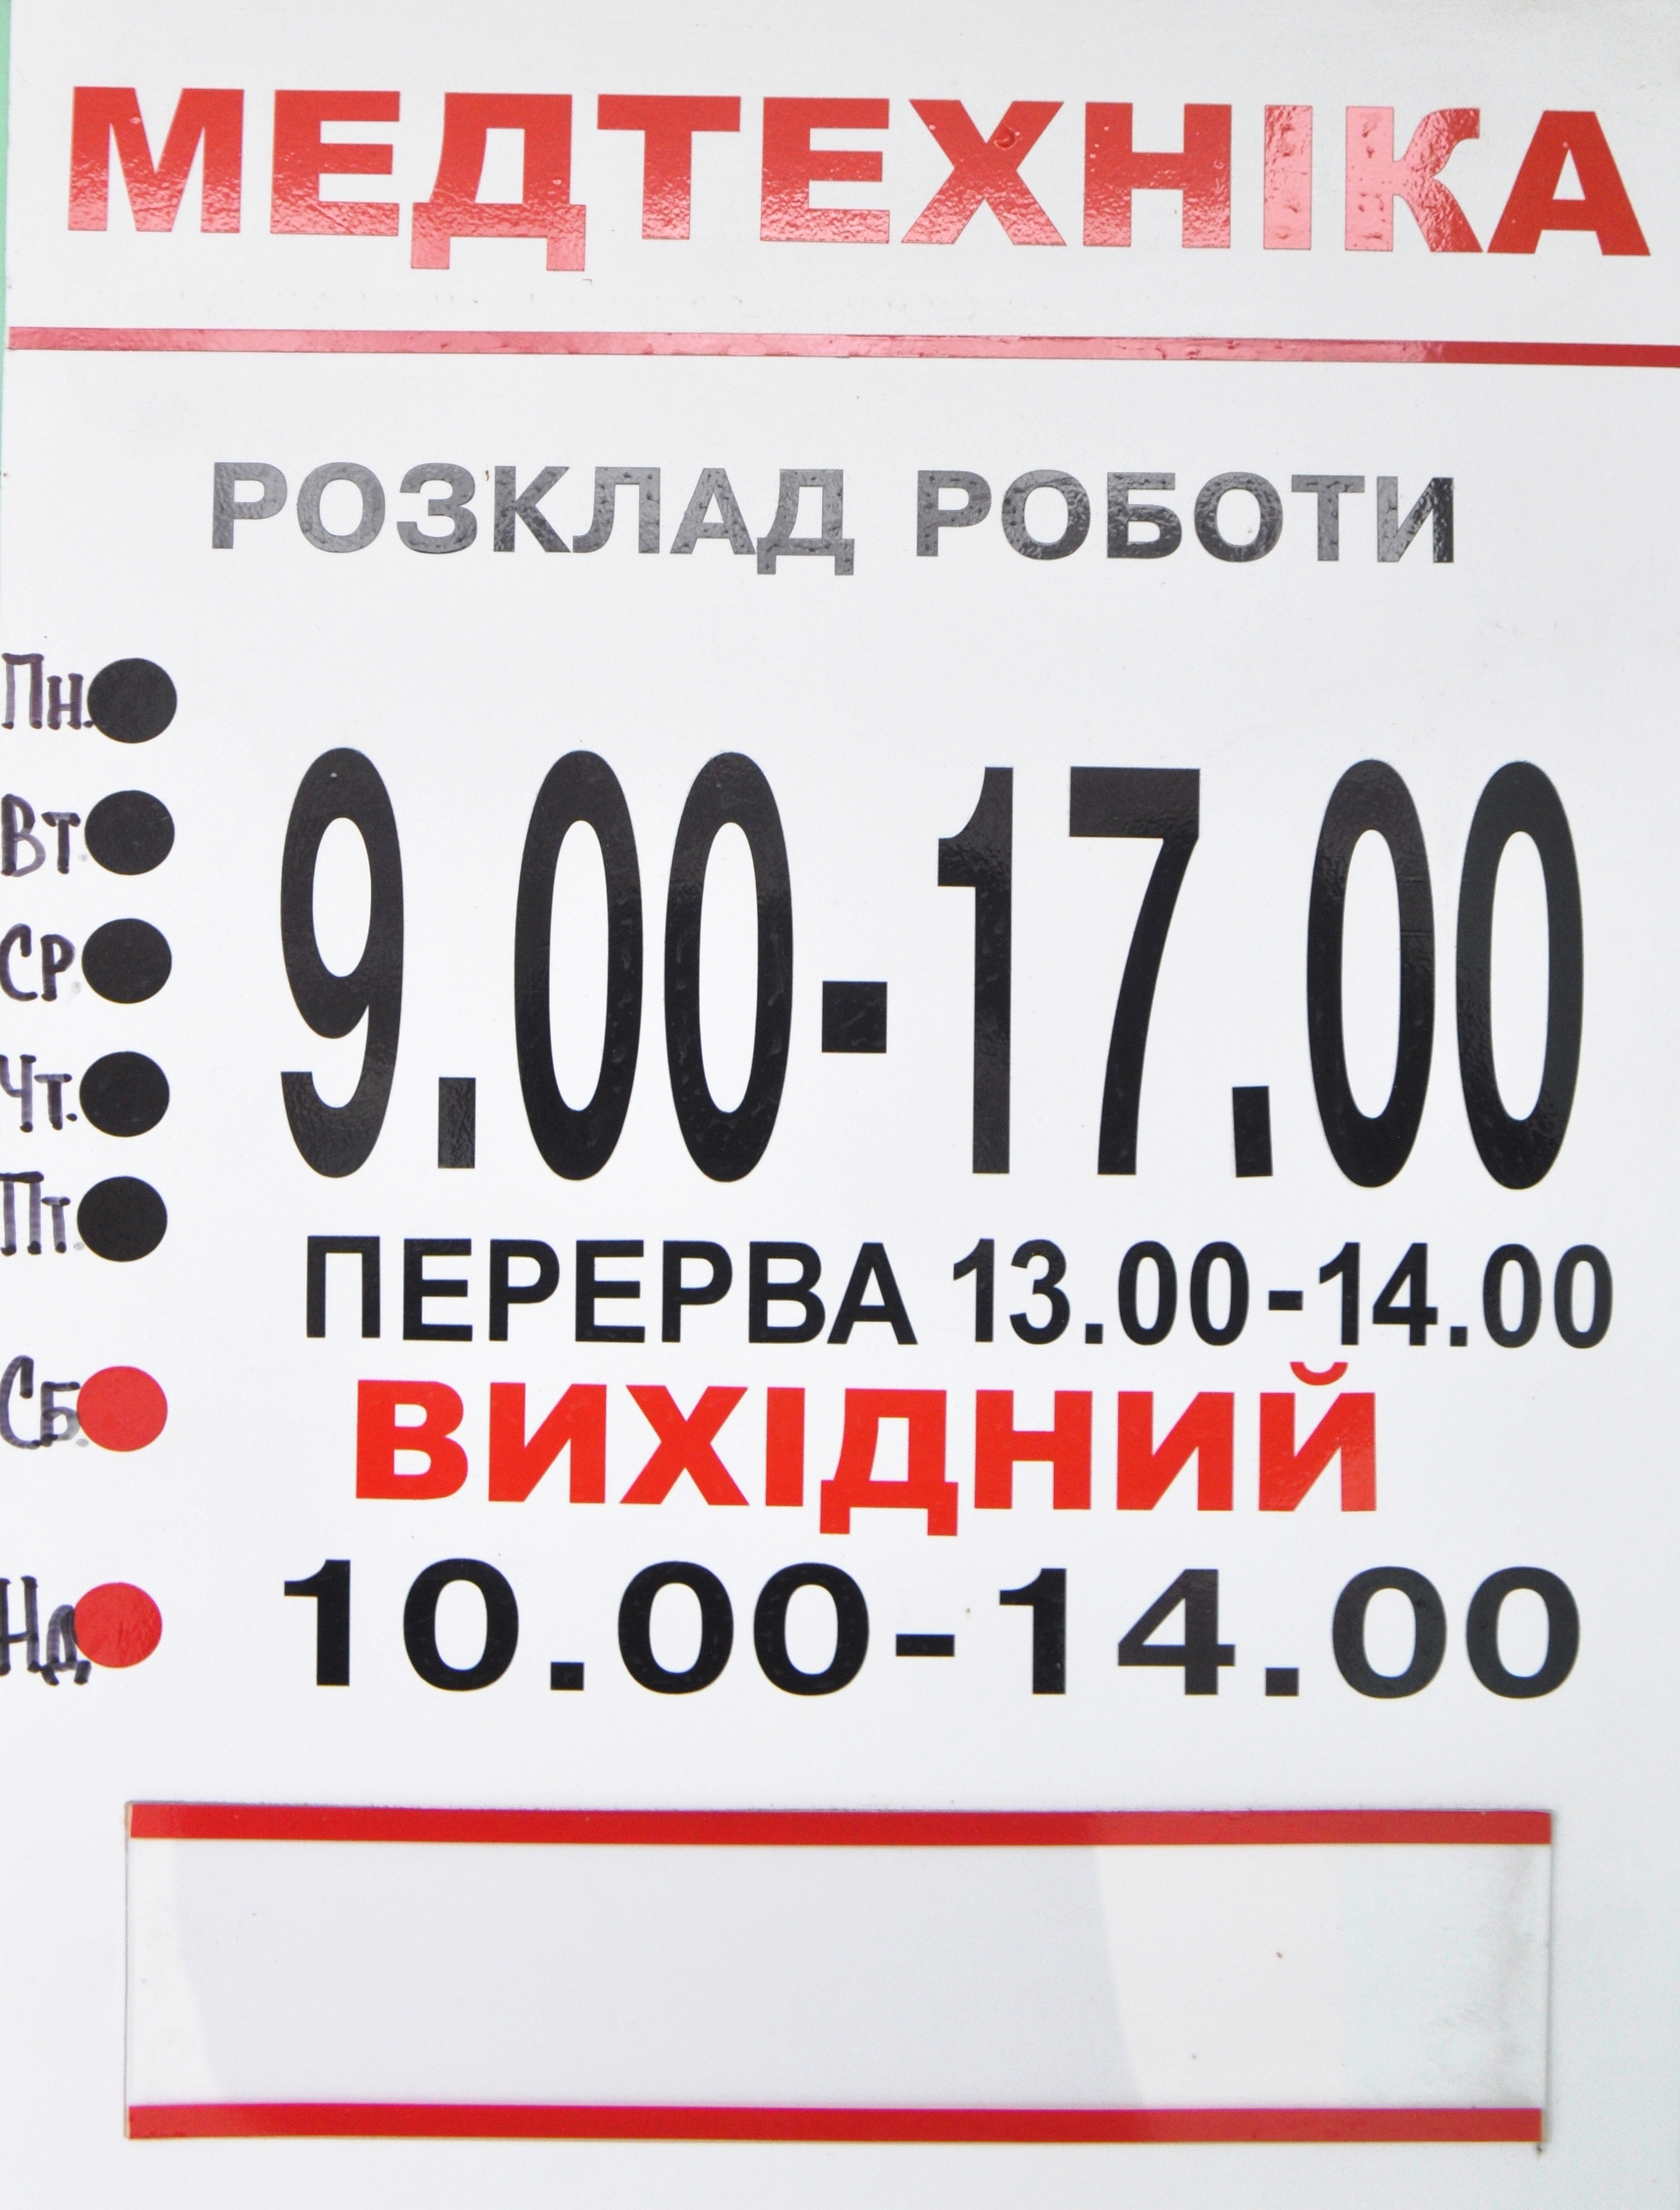 МЕДТЕХНІКА
РОЗКЛАД РОБОТИ
Пн.
Вт.
Ср.
Чт.
Пт.
9.00-17.00
ПЕРЕРВА 13.00-14.00
Сб. ВИХІДНИЙ
Нд. 10.00-14.00